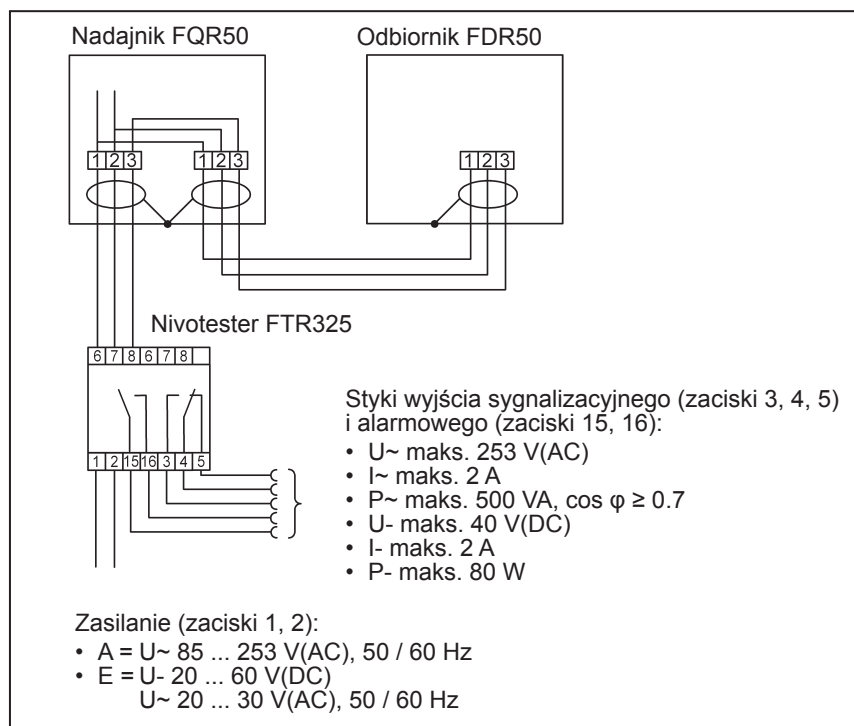 Nadajnik FQR50
Odbiornik FDR50
1 2 3
1 2 3
1 2 3
Nivotester FTR325
6 7 8 6 7 8
1 2 15 16 3 4 5
Styki wyjścia sygnalizacyjnego (zaciski 3, 4, 5)
i alarmowego (zaciski 15, 16):
• U~ maks. 253 V(AC)
• I~ maks. 2 A
• P~ maks. 500 VA, cos φ ≥ 0.7
• U- maks. 40 V(DC)
• I- maks. 2 A
• P- maks. 80 W
Zasilanie (zaciski 1, 2):
• A = U~ 85 ... 253 V(AC), 50 / 60 Hz
• E = U- 20 ... 60 V(DC)
U~ 20 ... 30 V(AC), 50 / 60 Hz